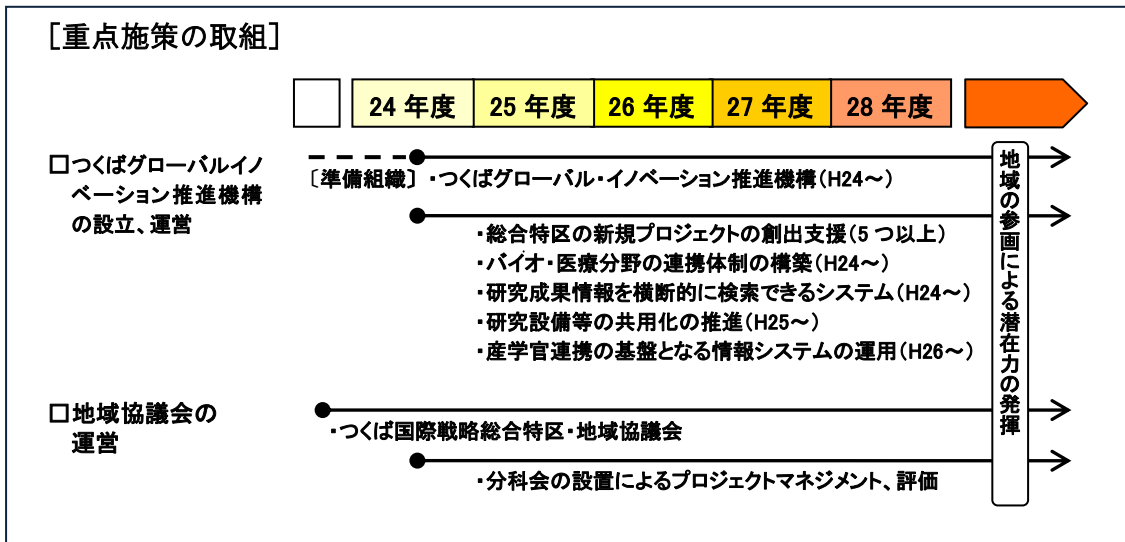 ［重点施策の取組］
24 年度 25 年度 26 年度 27 年度 28 年度
□つくばグローバルイノ
ベーション推進機構
の設立、運営
〔準備組織〕
・つくばグローバル・イノベーション推進機構（H24～）
・総合特区の新規プロジェクトの創出支援（5 つ以上）
・バイオ・医療分野の連携体制の構築（H24～）
・研究成果情報を横断的に検索できるシステム（H24～）
・研究設備等の共用化の推進（H25～）
・産学官連携の基盤となる情報システムの運用（H26～）
□地域協議会の
運営
・つくば国際戦略総合特区・地域協議会
・分科会の設置によるプロジェクトマネジメント、評価
地域の参画による潜在力の発揮